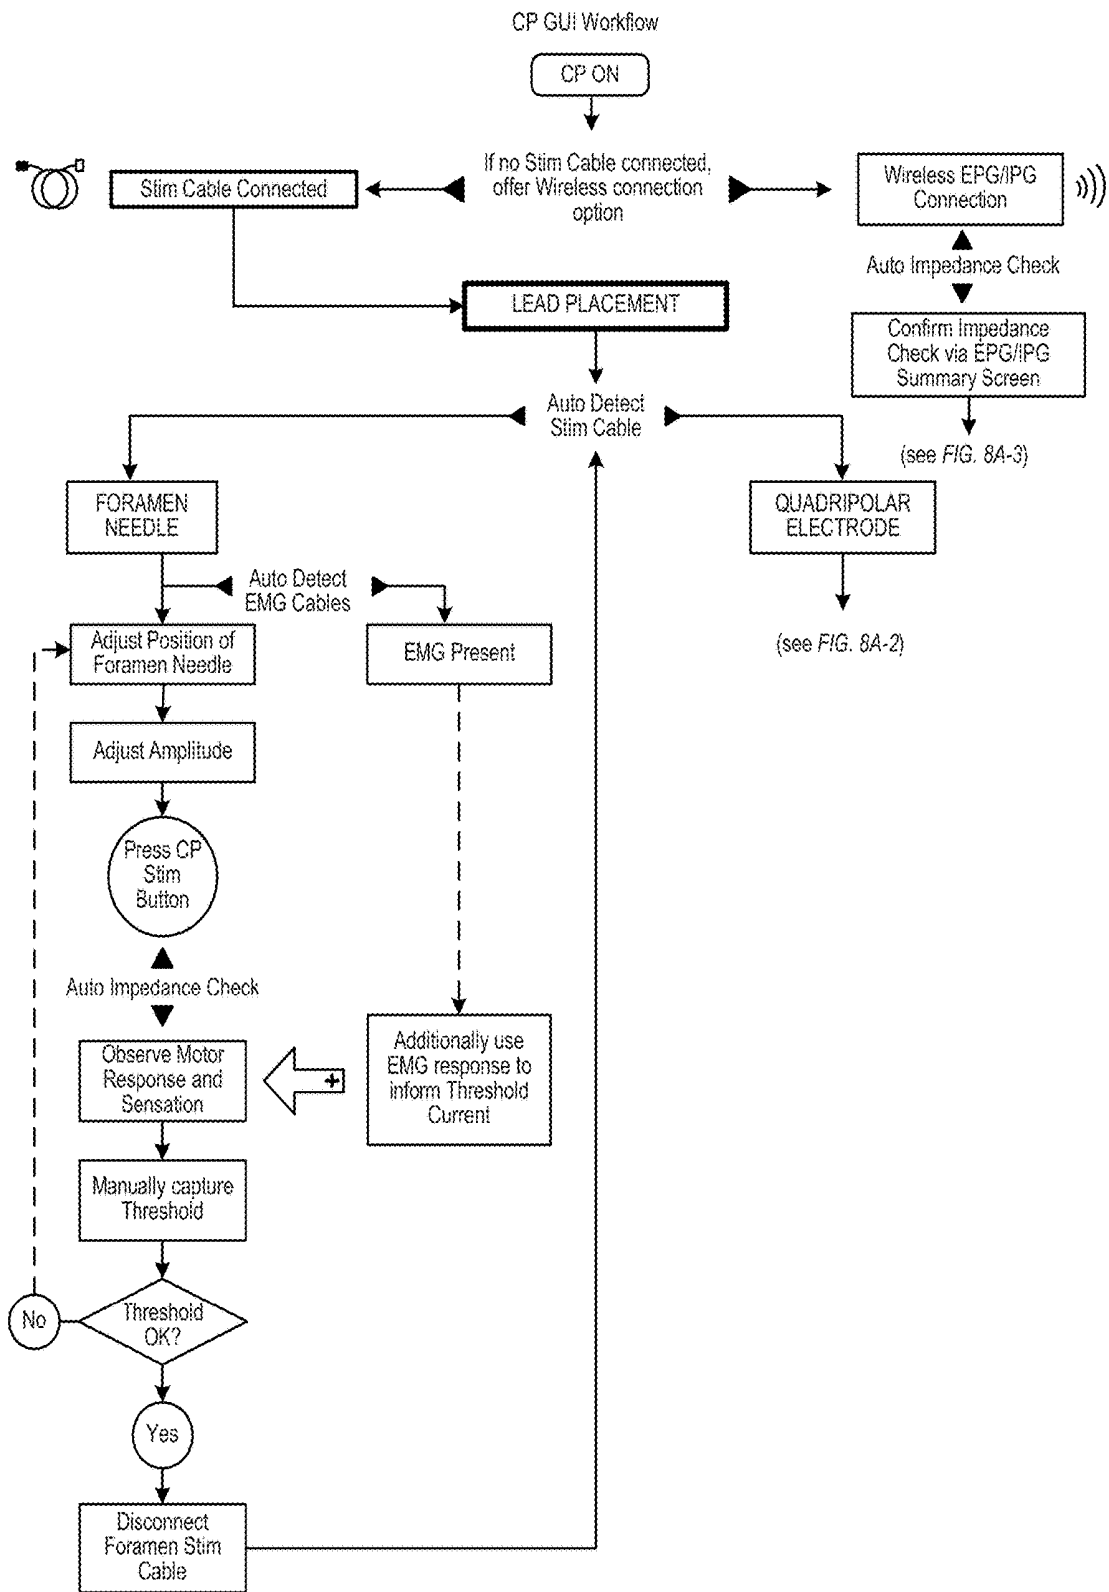 CP GUI Workflow
CP ON
If no Stim Cable connected,
offer Wireless connection
option
Stim Cable Connected
Wireless EPG/IPG
Connection
Auto Impedance Check
LEAD PLACEMENT
Confirm Impedance
Check via EPG/IPG
Summary Screen
(see FIG. 8A-3)
Auto Detect
Stim Cable
FORAMEN
NEEDLE
QUADRIPOLAR
ELECTRODE
(see FIG. 8A-2)
Auto Detect
EMG Cables
Adjust Position of
Foramen Needle
EMG Present
Adjust Amplitude
Press CP
Stim
Button
Auto Impedance Check
Observe Motor
Response and
Sensation
+
Additionally use
EMG response to
inform Threshold
Current
Manually capture
Threshold
Threshold
OK?
No
Yes
Disconnect
Foramen Stim
Cable